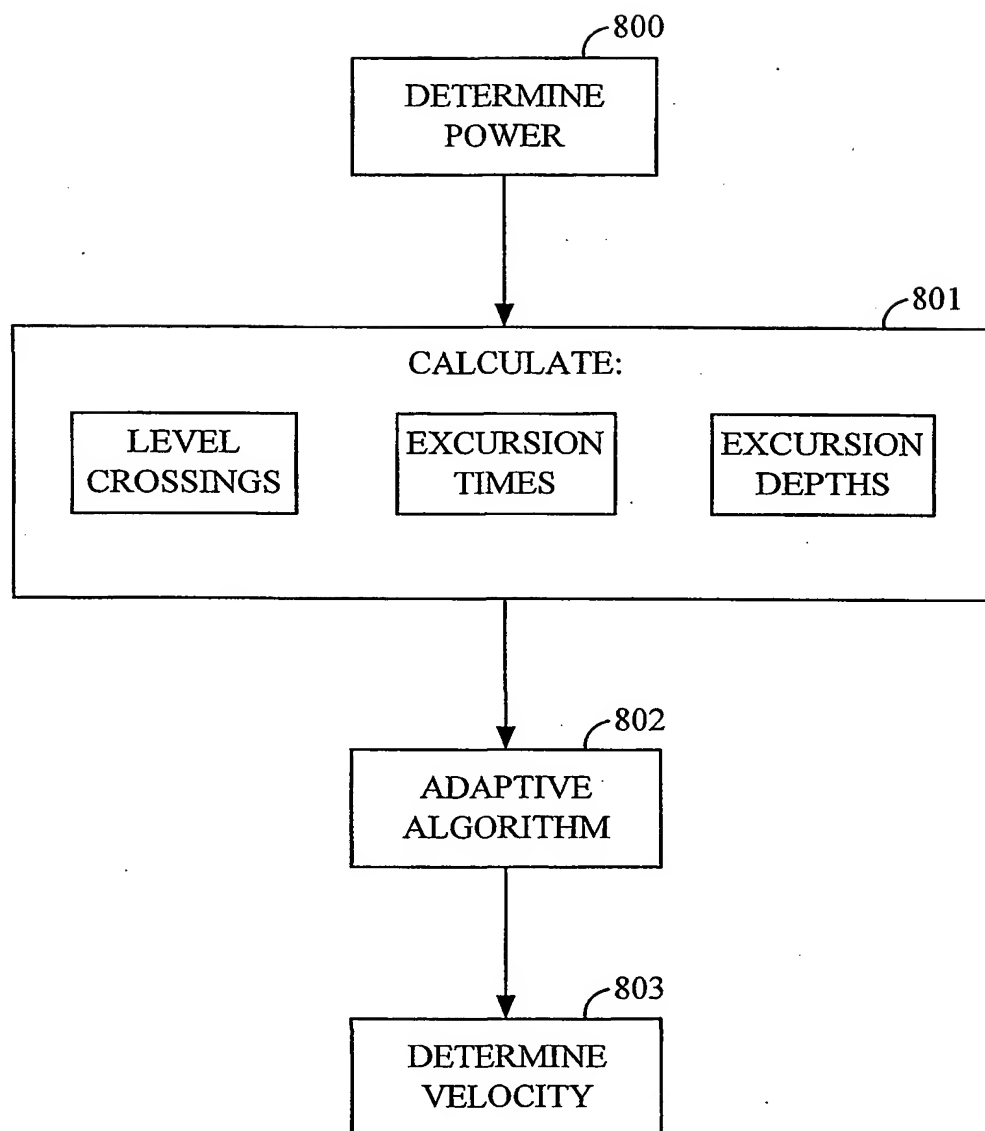 800
DETERMINE
POWER
801
CALCULATE:
LEVEL
CROSSINGS
EXCURSION
TIMES
EXCURSION
DEPTHS
802
ADAPTIVE
ALGORITHM
803
DETERMINE
VELOCITY